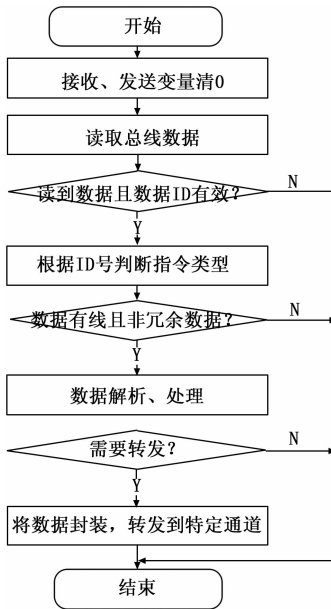 开始
接收、发送变量清0
读取总线数据
读到数据且数据ID有效?
N
Y
根据ID号判断指令类型
数据有线且非冗余数据?
N
Y
数据解析、处理
需要转发?
N
Y
将数据封装，转发到特定通道
结束